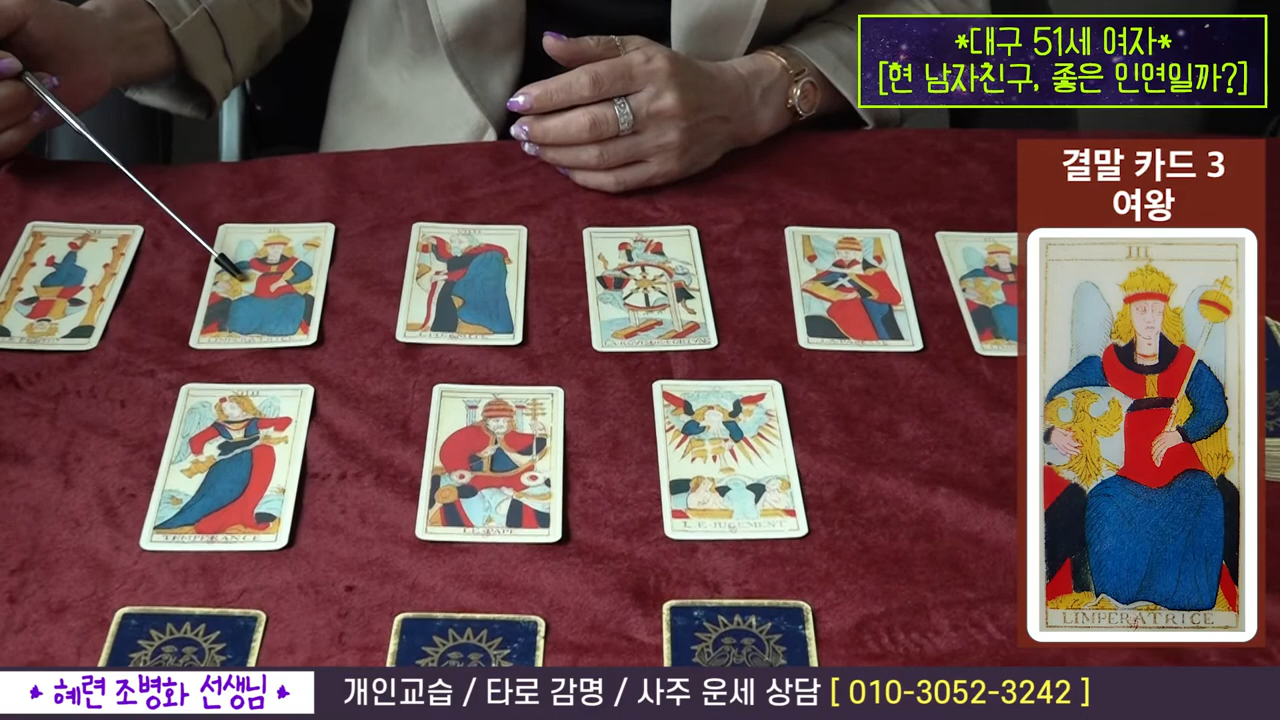 *대구 51세 여자*
[현 남자친구, 좋은 인연일까?]
결말 카드 3
여왕
III
LIMPERATRICE
TEMPERANCE
LE PAPE
LE JUGEMENT
* 혜련 조병화 선생님 *
개인교습 / 타로 감명 / 사주 운세 상담 [ 010-3052-3242 ]